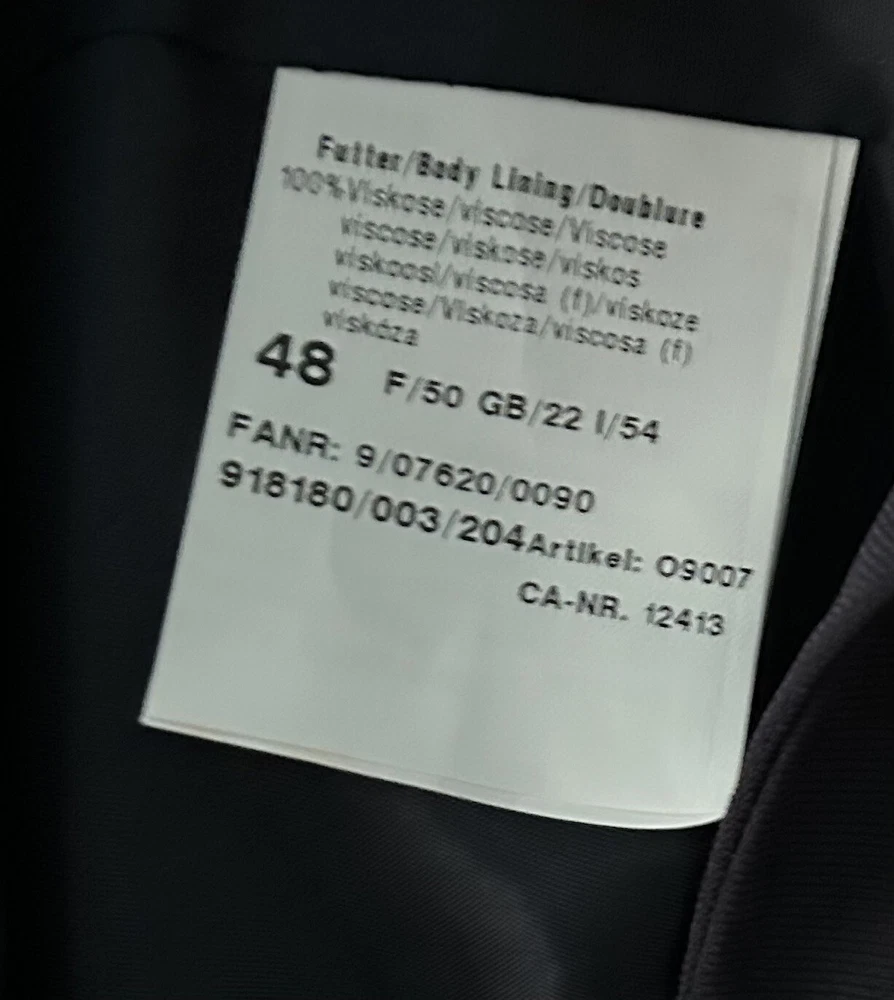 Futter/Body Lining/Doublure
100%Viskose/viscose/Viscose
viscose/viskose/viskos
viskoosi/viscosa (f)/viskoze
viscose/Viskoza/viscosa (f)
viskóza
48 F/50 GB/22 I/54
FANR: 9/07620/0090
918180/003/204Artikel: O9007
CA-NR. 12413